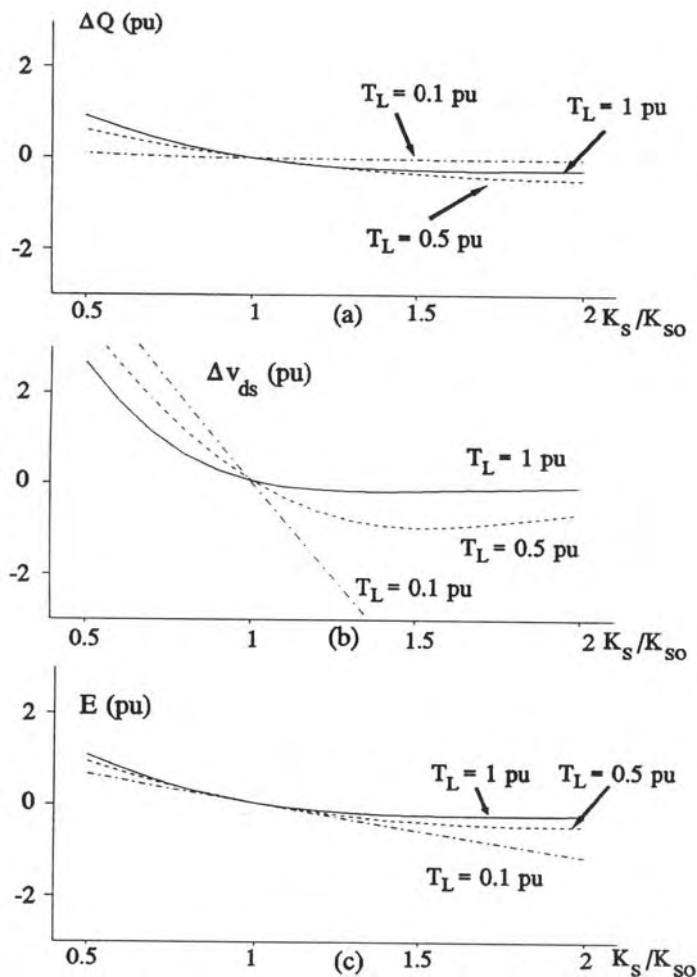 ΔQ (pu)
2
0
-2
T_L = 0.1 pu
T_L = 1 pu
T_L = 0.5 pu
0.5 1 1.5 2 K_s/K_so
(a)
Δv_ds (pu)
2
0
-2
T_L = 1 pu
T_L = 0.5 pu
T_L = 0.1 pu
0.5 1 1.5 2 K_s/K_so
(b)
E (pu)
2
0
-2
T_L = 1 pu
T_L = 0.5 pu
T_L = 0.1 pu
0.5 1 1.5 2 K_s/K_so
(c)